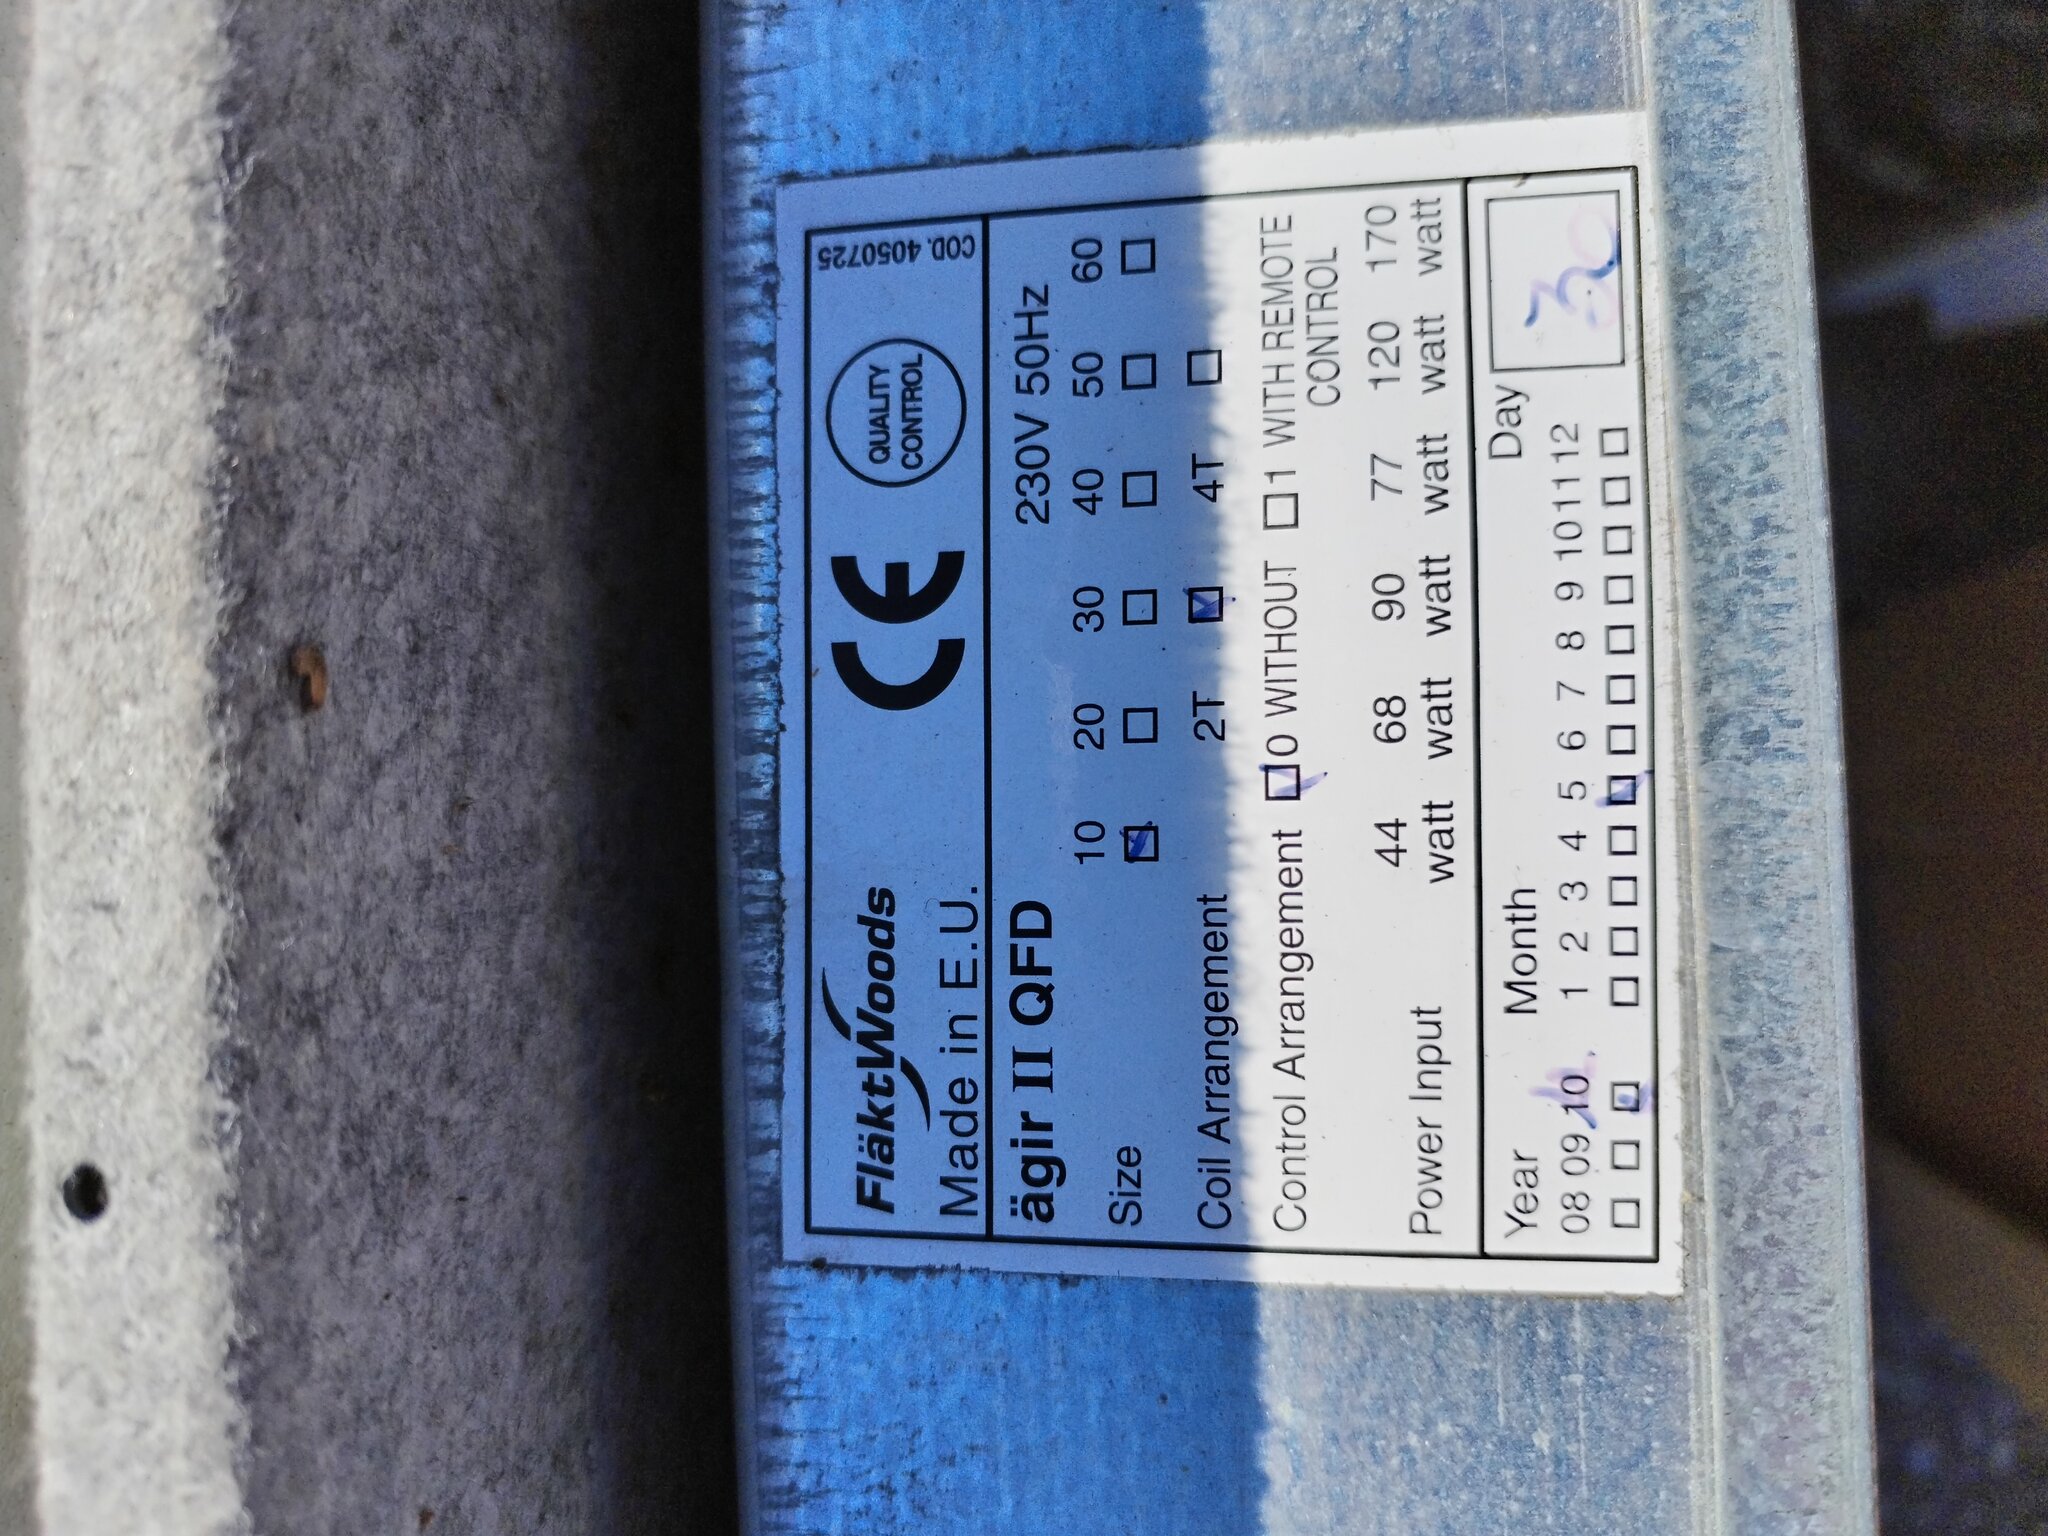 FläktWoods
Made in E.U.
CE
QUALITY
CONTROL
COD. 4050725
ägir II QFD 230V 50Hz
10 20 30 40 50 60
Size
Coil Arrangement 2T 4T
Control Arrangement 0 WITHOUT 1 WITH REMOTE
CONTROL
44 68 90 77 120 170
Power Input watt watt watt watt watt watt
Year Month Day
08 09 10 1 2 3 4 5 6 7 8 9 10 11 12